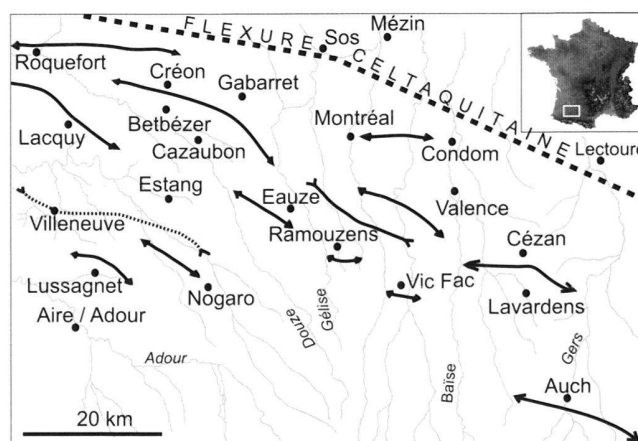 FLEXURE CELTAQUITAINE
Mézin
Sos
Roquefort
Créon
Gabarret
Betbézer
Montréal
Lacquy
Cazaubon
Condom
Lectoure
Estang
Eauze
Valence
Villeneuve
Ramouzens
Cézan
Lussagnet
Nogaro
Vic Fac
Lavardens
Aire / Adour
Douze
Gélise
Adour
Baïse
Gers
Auch
20 km